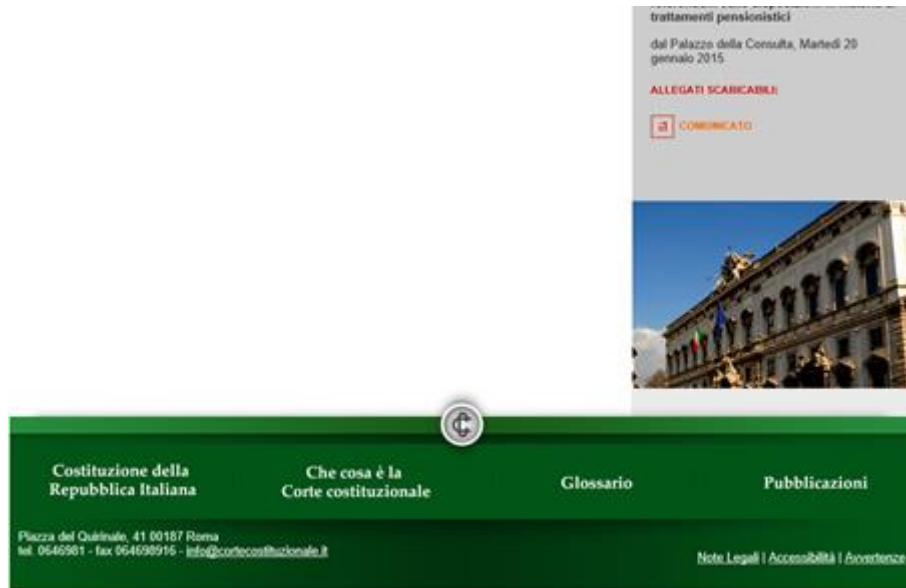 trattamenti pensionistici
dal Palazzo della Consulta, Martedì 20
gennaio 2015
ALLEGATI SCARICABILI:
COMUNICATO
Costituzione della
Repubblica Italiana
Che cosa è la
Corte costituzionale
Glossario
Pubblicazioni
Piazza del Quirinale, 41 00187 Roma
tel. 0646981 - fax 064698916 - info@cortecostituzionale.it
Note Legali | Accessibilità | Avvertenze